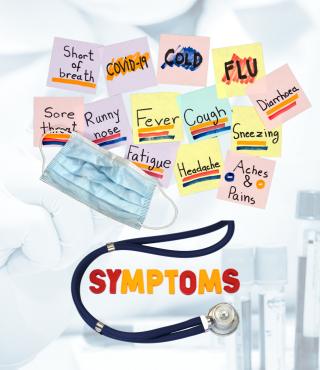 Short
of
breath
COVID-19
COLD
FLU
Diarrhoea
Sore
throat
Runny
nose
Fever
Cough
Sneezing
Fatigue
Headache
Aches
&
Pains
SYMPTOMS